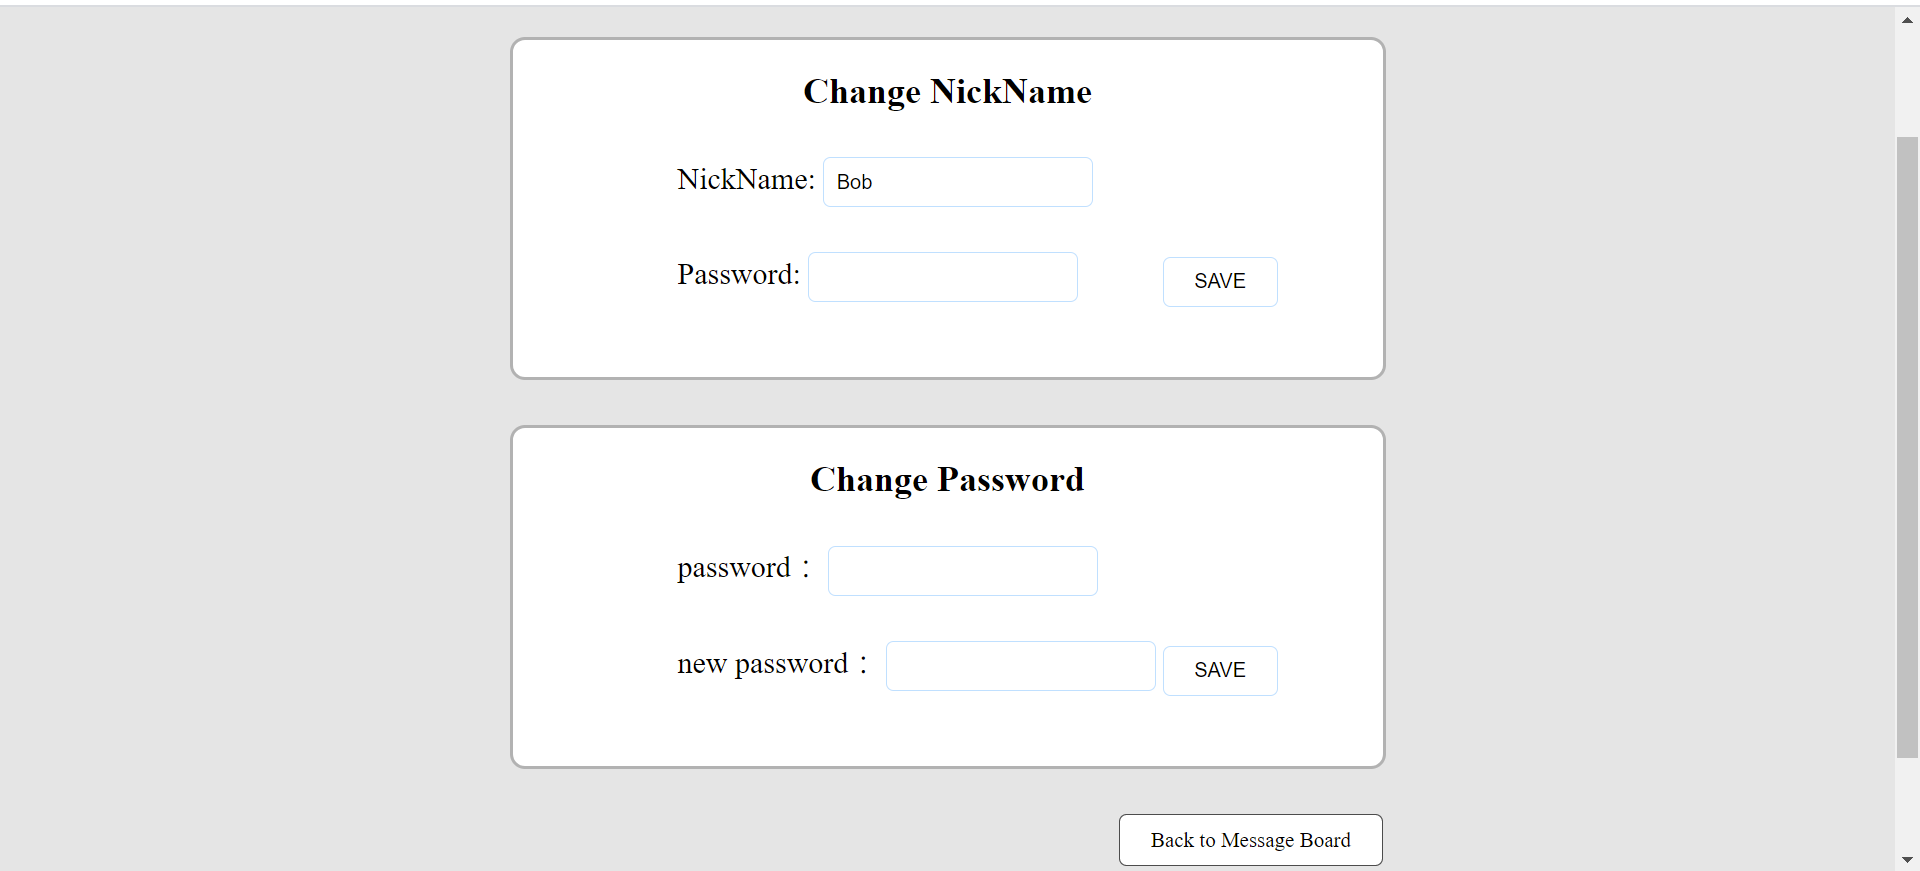 Change NickName
NickName: Bob
Password:
SAVE
Change Password
password：
new password：
SAVE
Back to Message Board